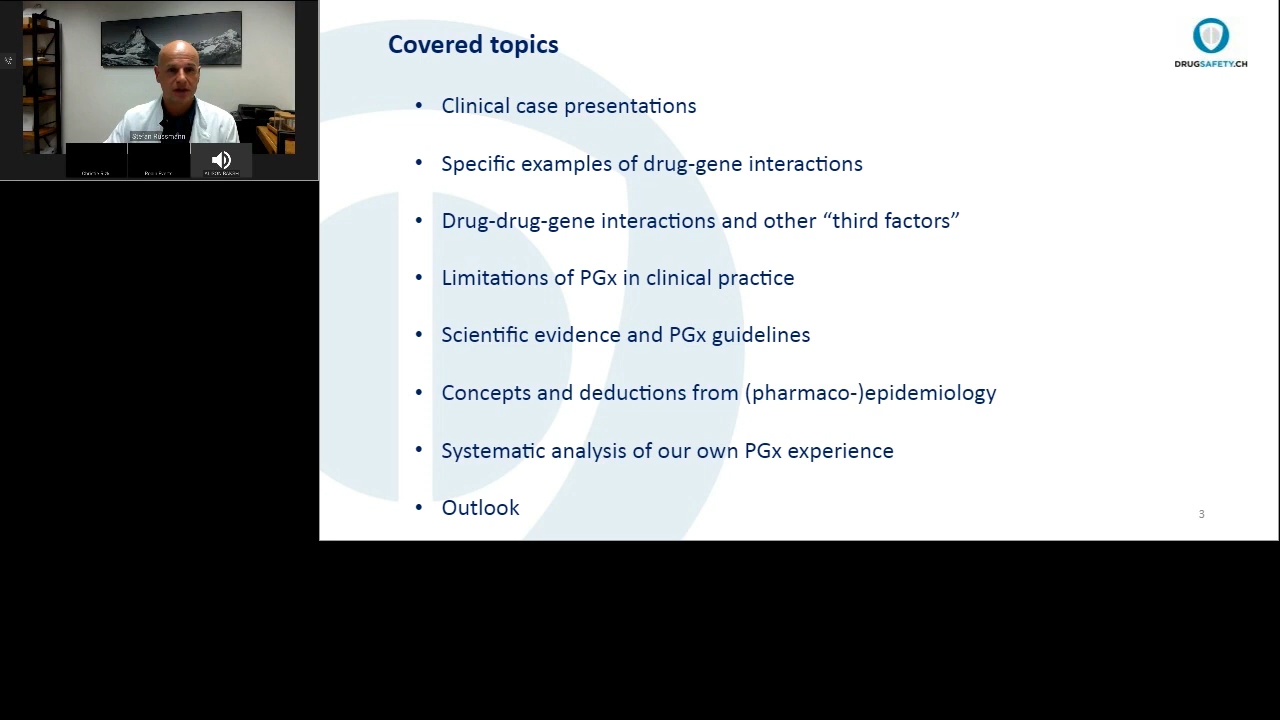 Covered topics
DRUGSAFETY.CH
• Clinical case presentations
• Specific examples of drug-gene interactions
• Drug-drug-gene interactions and other “third factors”
• Limitations of PGx in clinical practice
• Scientific evidence and PGx guidelines
• Concepts and deductions from (pharmaco-)epidemiology
• Systematic analysis of our own PGx experience
• Outlook
3
Stefan Russmann